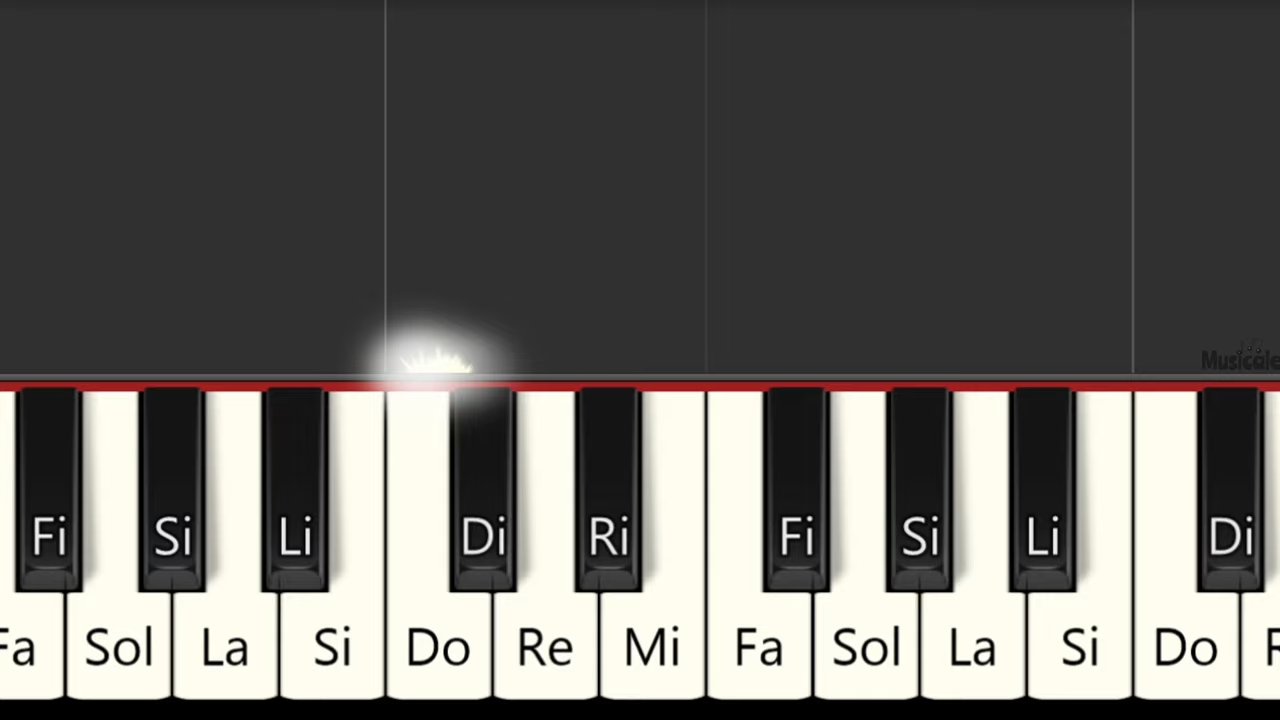 Musicale
Fi Si Li Di Ri Fi Si Li Di
Fa Sol La Si Do Re Mi Fa Sol La Si Do R